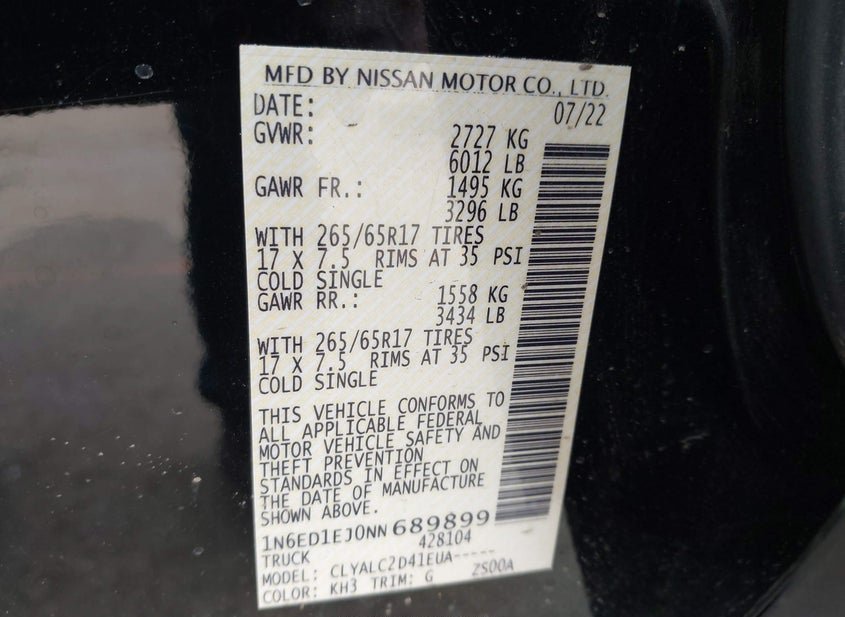 MFD BY NISSAN MOTOR CO., LTD.
DATE: 07/22
GVWR: 2727 KG
6012 LB
GAWR FR.: 1495 KG
3296 LB
WITH 265/65R17 TIRES
17 X 7.5 RIMS AT 35 PSI
COLD SINGLE
GAWR RR.: 1558 KG
3434 LB
WITH 265/65R17 TIRES
17 X 7.5 RIMS AT 35 PSI
COLD SINGLE
THIS VEHICLE CONFORMS TO
ALL APPLICABLE FEDERAL
MOTOR VEHICLE SAFETY AND
THEFT PREVENTION
STANDARDS IN EFFECT ON
THE DATE OF MANUFACTURE
SHOWN ABOVE.
1N6ED1EJ0NN689899
TRUCK 428104
MODEL: CLYALC2D41EUA-----
COLOR: KH3 TRIM: G ZS00A